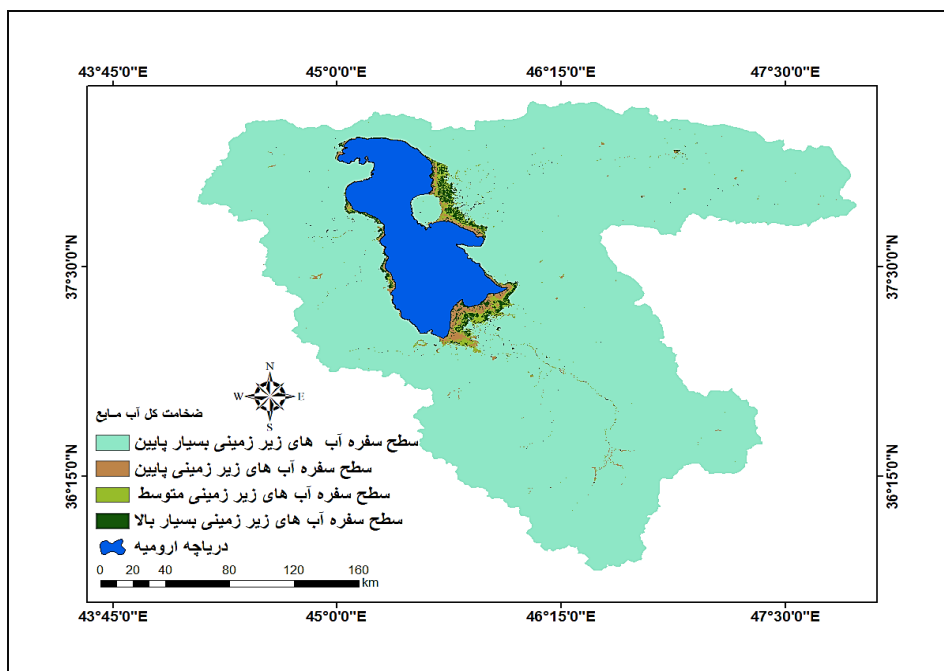 43°45'0"E 45°0'0"E 46°15'0"E 47°30'0"E
37°30'0"N 37°30'0"N
N
W E
S
ضخامت کل آب مایع
سطح سفره آب های زیر زمینی بسیار پایین
سطح سفره آب های زیر زمینی پایین
36°15'0"N 36°15'0"N
سطح سفره آب های زیر زمینی متوسط
سطح سفره آب های زیر زمینی بسیار بالا
دریاچه ارومیه
0 20 40 80 120 160
km
43°45'0"E 45°0'0"E 46°15'0"E 47°30'0"E